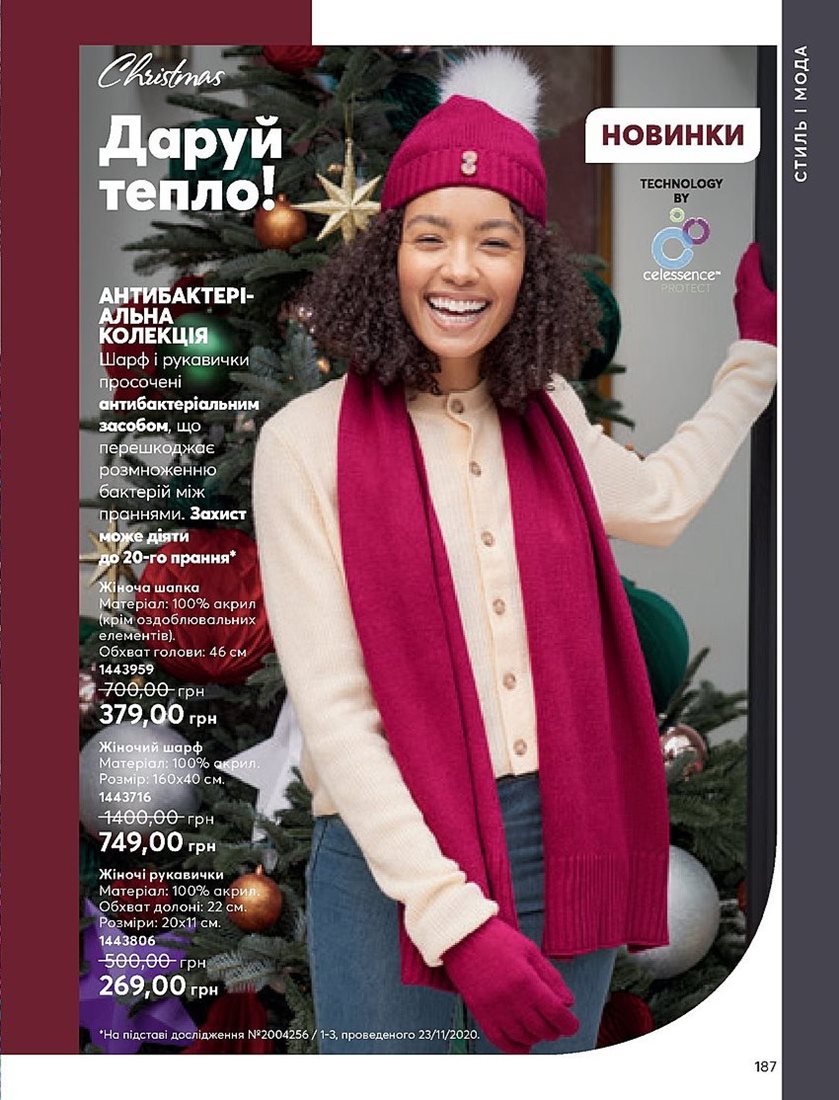 Christmas
Даруй
тепло!
НОВИНКИ
СТИЛЬ І МОДА
TECHNOLOGY
BY
celessence™
PROTECT
АНТИБАКТЕРІ-
АЛЬНА
КОЛЕКЦІЯ
Шарф і рукавички
просочені
антибактеріальним
засобом, що
перешкоджає
розмноженню
бактерій між
праннями. Захист
може діяти
до 20-го прання*
Жіноча шапка
Матеріал: 100% акрил
(крім оздоблювальних
елементів).
Обхват голови: 46 см
1443959
700,00 грн
379,00 грн
Жіночий шарф
Матеріал: 100% акрил.
Розмір: 160x40 см.
1443716
1400,00 грн
749,00 грн
Жіночі рукавички
Матеріал: 100% акрил.
Обхват долоні: 22 см.
Розміри: 20x11 см.
1443806
500,00 грн
269,00 грн
*На підставі дослідження №2004256 / 1-3, проведеного 23/11/2020.
187